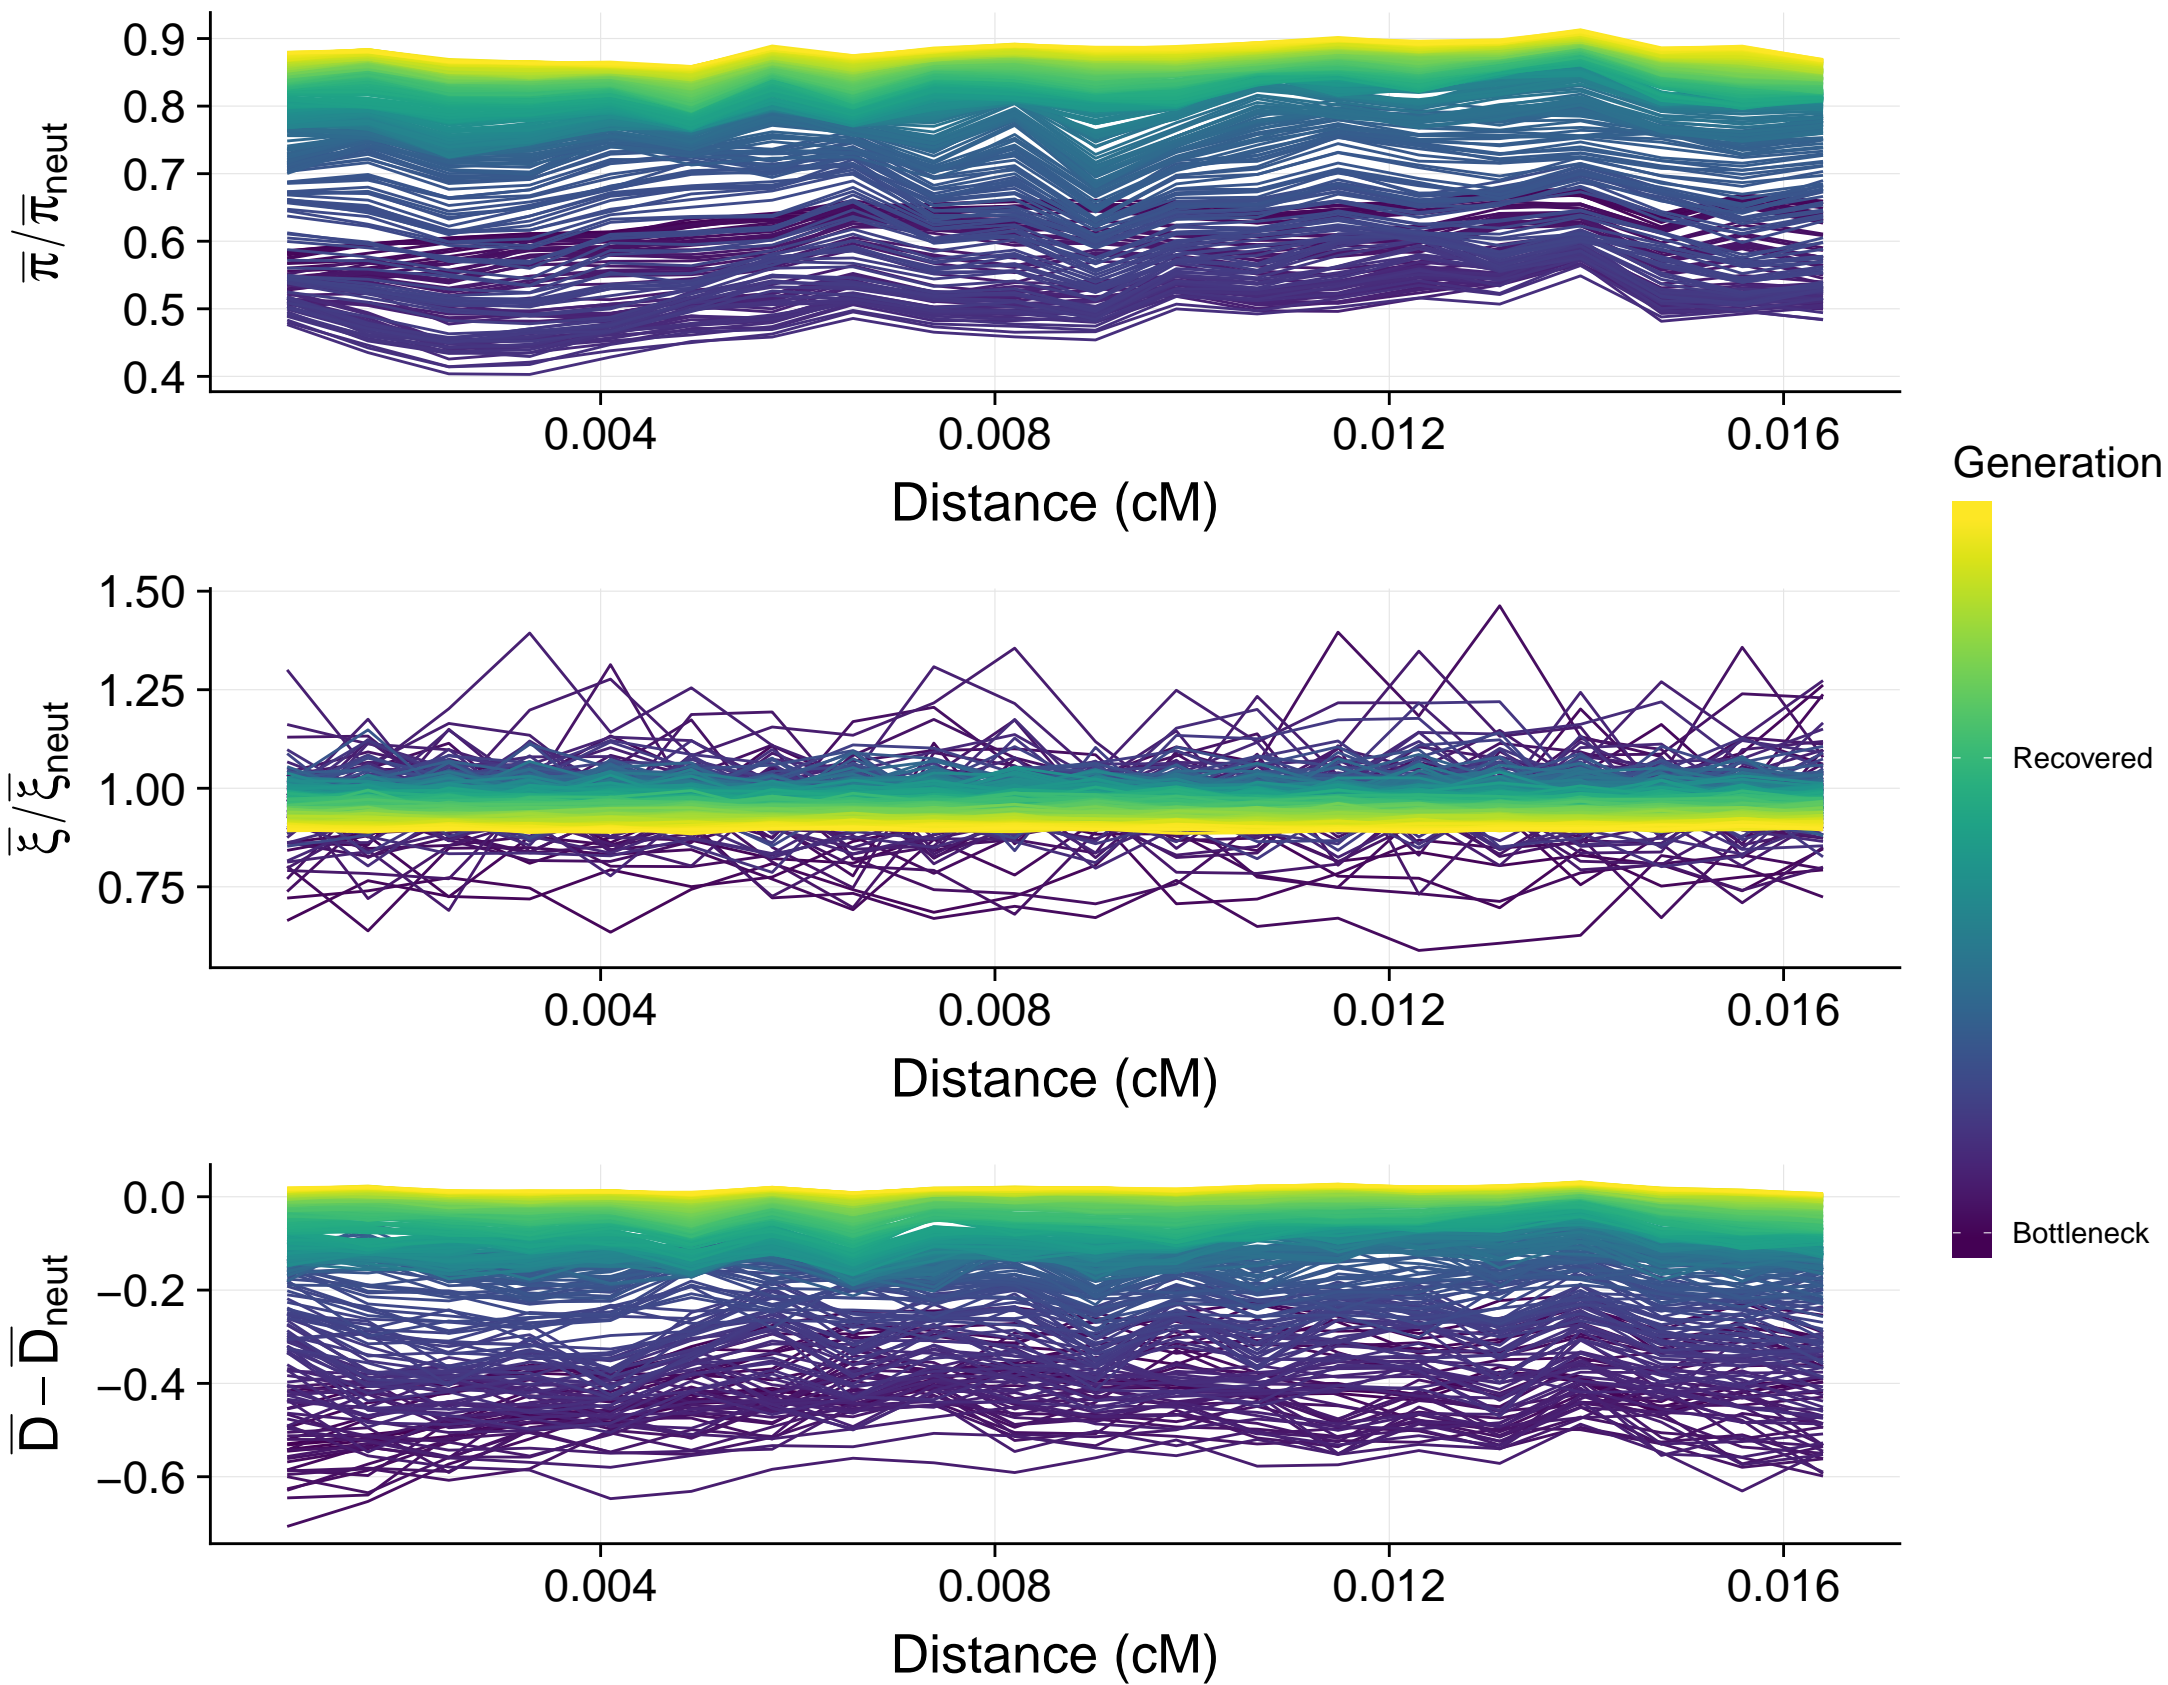 π̅/π̅neut
0.9
0.8
0.7
0.6
0.5
0.4
0.004 0.008 0.012 0.016
Distance (cM)
ξ̅/ξ̅neut
1.50
1.25
1.00
0.75
0.004 0.008 0.012 0.016
Distance (cM)
D̅−D̅neut
0.0
−0.2
−0.4
−0.6
0.004 0.008 0.012 0.016
Distance (cM)
Generation
Recovered
Bottleneck